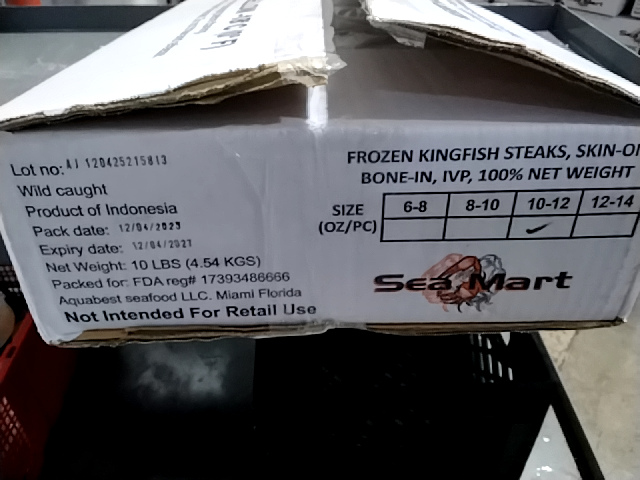 Lot no: AI 120425215813
Wild caught
Product of Indonesia
Pack date: 12/04/2025
Expiry date: 12/04/2027
Net Weight: 10 LBS (4.54 KGS)
Packed for: FDA reg# 17393486666
Aquabest seafood LLC. Miami Florida
Not Intended For Retail Use
FROZEN KINGFISH STEAKS, SKIN-ON
BONE-IN, IVP, 100% NET WEIGHT
SIZE
(OZ/PC)
6-8 8-10 10-12 12-14
Sea Mart